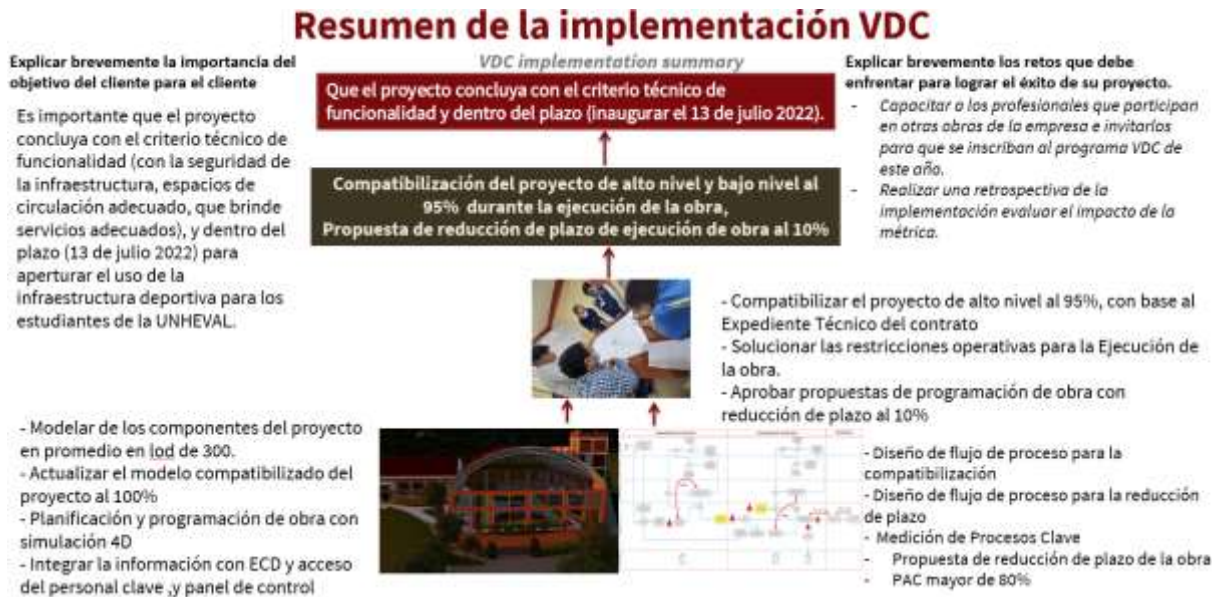 Resumen de la implementación VDC
VDC implementation summary
Explicar brevemente la importancia del
objetivo del cliente para el cliente
Es importante que el proyecto
concluya con el criterio técnico de
funcionalidad (con la seguridad de
la infraestructura, espacios de
circulación adecuado, que brinde
servicios adecuados), y dentro del
plazo (13 de julio 2022) para
aperturar el uso de la
infraestructura deportiva para los
estudiantes de la UNHEVAL.
Que el proyecto concluya con el criterio técnico de
funcionalidad y dentro del plazo (inaugurar el 13 de julio 2022).
Compatibilización del proyecto de alto nivel y bajo nivel al
95% durante la ejecución de la obra,
Propuesta de reducción de plazo de ejecución de obra al 10%
Explicar brevemente los retos que debe
enfrentar para lograr el éxito de su proyecto.
- Capacitar a los profesionales que participan
en otras obras de la empresa e invitarlos
para que se inscriban al programa VDC de
este año.
- Realizar una retrospectiva de la
implementación evaluar el impacto de la
métrica.
- Compatibilizar el proyecto de alto nivel al 95%, con base al
Expediente Técnico del contrato
- Solucionar las restricciones operativas para la Ejecución de
la obra.
- Aprobar propuestas de programación de obra con
reducción de plazo al 10%
- Modelar de los componentes del proyecto
en promedio en lod de 300.
- Actualizar el modelo compatibilizado del
proyecto al 100%
- Planificación y programación de obra con
simulación 4D
- Integrar la información con ECD y acceso
del personal clave ,y panel de control
- Diseño de flujo de proceso para la
compatibilización
- Diseño de flujo de proceso para la reducción
de plazo
- Medición de Procesos Clave
- Propuesta de reducción de plazo de la obra
- PAC mayor de 80%